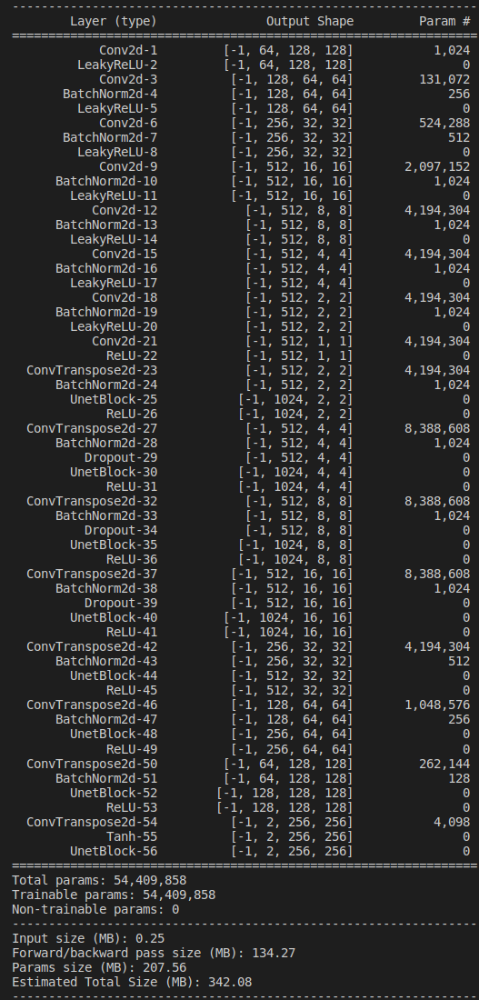 ----------------------------------------------------------------
Layer (type) Output Shape Param #
================================================================
Conv2d-1 [-1, 64, 128, 128] 1,024
LeakyReLU-2 [-1, 64, 128, 128] 0
Conv2d-3 [-1, 128, 64, 64] 131,072
BatchNorm2d-4 [-1, 128, 64, 64] 256
LeakyReLU-5 [-1, 128, 64, 64] 0
Conv2d-6 [-1, 256, 32, 32] 524,288
BatchNorm2d-7 [-1, 256, 32, 32] 512
LeakyReLU-8 [-1, 256, 32, 32] 0
Conv2d-9 [-1, 512, 16, 16] 2,097,152
BatchNorm2d-10 [-1, 512, 16, 16] 1,024
LeakyReLU-11 [-1, 512, 16, 16] 0
Conv2d-12 [-1, 512, 8, 8] 4,194,304
BatchNorm2d-13 [-1, 512, 8, 8] 1,024
LeakyReLU-14 [-1, 512, 8, 8] 0
Conv2d-15 [-1, 512, 4, 4] 4,194,304
BatchNorm2d-16 [-1, 512, 4, 4] 1,024
LeakyReLU-17 [-1, 512, 4, 4] 0
Conv2d-18 [-1, 512, 2, 2] 4,194,304
BatchNorm2d-19 [-1, 512, 2, 2] 1,024
LeakyReLU-20 [-1, 512, 2, 2] 0
Conv2d-21 [-1, 512, 1, 1] 4,194,304
ReLU-22 [-1, 512, 1, 1] 0
ConvTranspose2d-23 [-1, 512, 2, 2] 4,194,304
BatchNorm2d-24 [-1, 512, 2, 2] 1,024
UnetBlock-25 [-1, 1024, 2, 2] 0
ReLU-26 [-1, 1024, 2, 2] 0
ConvTranspose2d-27 [-1, 512, 4, 4] 8,388,608
BatchNorm2d-28 [-1, 512, 4, 4] 1,024
Dropout-29 [-1, 512, 4, 4] 0
UnetBlock-30 [-1, 1024, 4, 4] 0
ReLU-31 [-1, 1024, 4, 4] 0
ConvTranspose2d-32 [-1, 512, 8, 8] 8,388,608
BatchNorm2d-33 [-1, 512, 8, 8] 1,024
Dropout-34 [-1, 512, 8, 8] 0
UnetBlock-35 [-1, 1024, 8, 8] 0
ReLU-36 [-1, 1024, 8, 8] 0
ConvTranspose2d-37 [-1, 512, 16, 16] 8,388,608
BatchNorm2d-38 [-1, 512, 16, 16] 1,024
Dropout-39 [-1, 512, 16, 16] 0
UnetBlock-40 [-1, 1024, 16, 16] 0
ReLU-41 [-1, 1024, 16, 16] 0
ConvTranspose2d-42 [-1, 256, 32, 32] 4,194,304
BatchNorm2d-43 [-1, 256, 32, 32] 512
UnetBlock-44 [-1, 512, 32, 32] 0
ReLU-45 [-1, 512, 32, 32] 0
ConvTranspose2d-46 [-1, 128, 64, 64] 1,048,576
BatchNorm2d-47 [-1, 128, 64, 64] 256
UnetBlock-48 [-1, 256, 64, 64] 0
ReLU-49 [-1, 256, 64, 64] 0
ConvTranspose2d-50 [-1, 64, 128, 128] 262,144
BatchNorm2d-51 [-1, 64, 128, 128] 128
UnetBlock-52 [-1, 128, 128, 128] 0
ReLU-53 [-1, 128, 128, 128] 0
ConvTranspose2d-54 [-1, 2, 256, 256] 4,098
Tanh-55 [-1, 2, 256, 256] 0
UnetBlock-56 [-1, 2, 256, 256] 0
================================================================
Total params: 54,409,858
Trainable params: 54,409,858
Non-trainable params: 0
----------------------------------------------------------------
Input size (MB): 0.25
Forward/backward pass size (MB): 134.27
Params size (MB): 207.56
Estimated Total Size (MB): 342.08
----------------------------------------------------------------